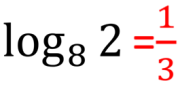 log₈ 2 = 1/3